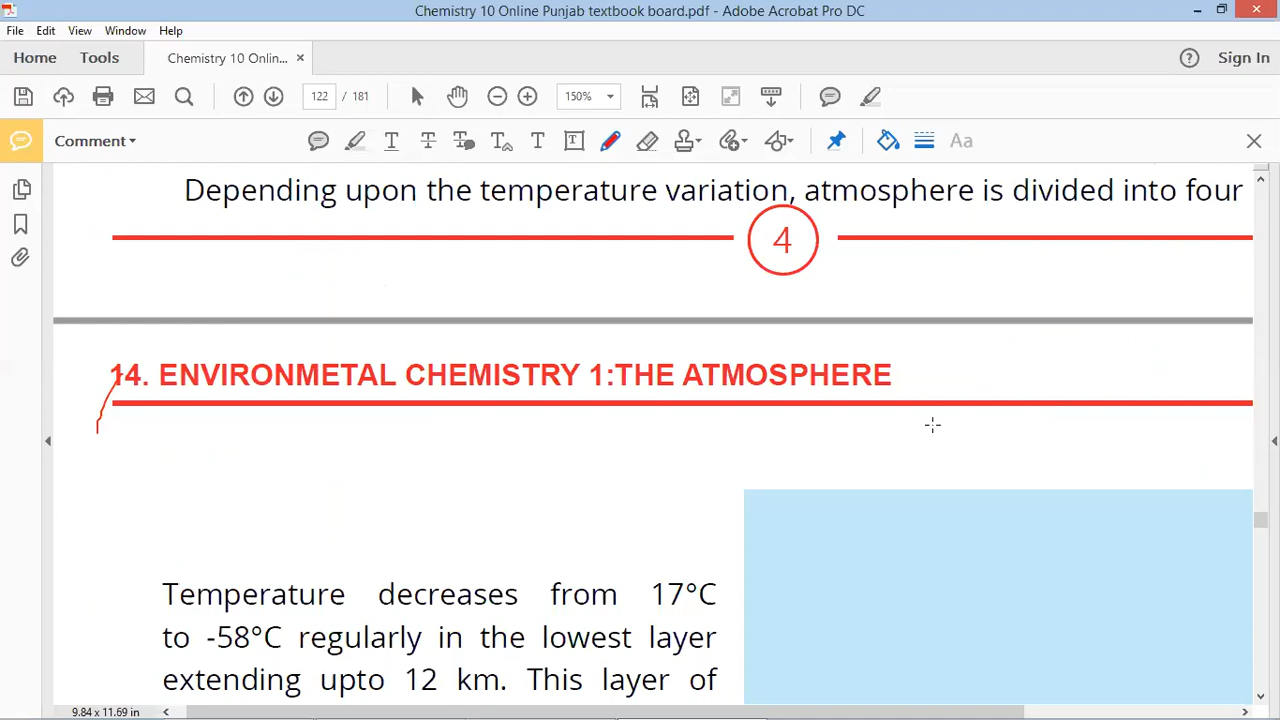 Chemistry 10 Online Punjab textbook board.pdf - Adobe Acrobat Pro DC
File Edit View Window Help
Home Tools Chemistry 10 Onlin... × Sign In
122 / 181 150%
Comment
Aa
Depending upon the temperature variation, atmosphere is divided into four
4
14. ENVIRONMETAL CHEMISTRY 1:THE ATMOSPHERE
Temperature decreases from 17°C
to -58°C regularly in the lowest layer
extending upto 12 km. This layer of
9.84 x 11.69 in